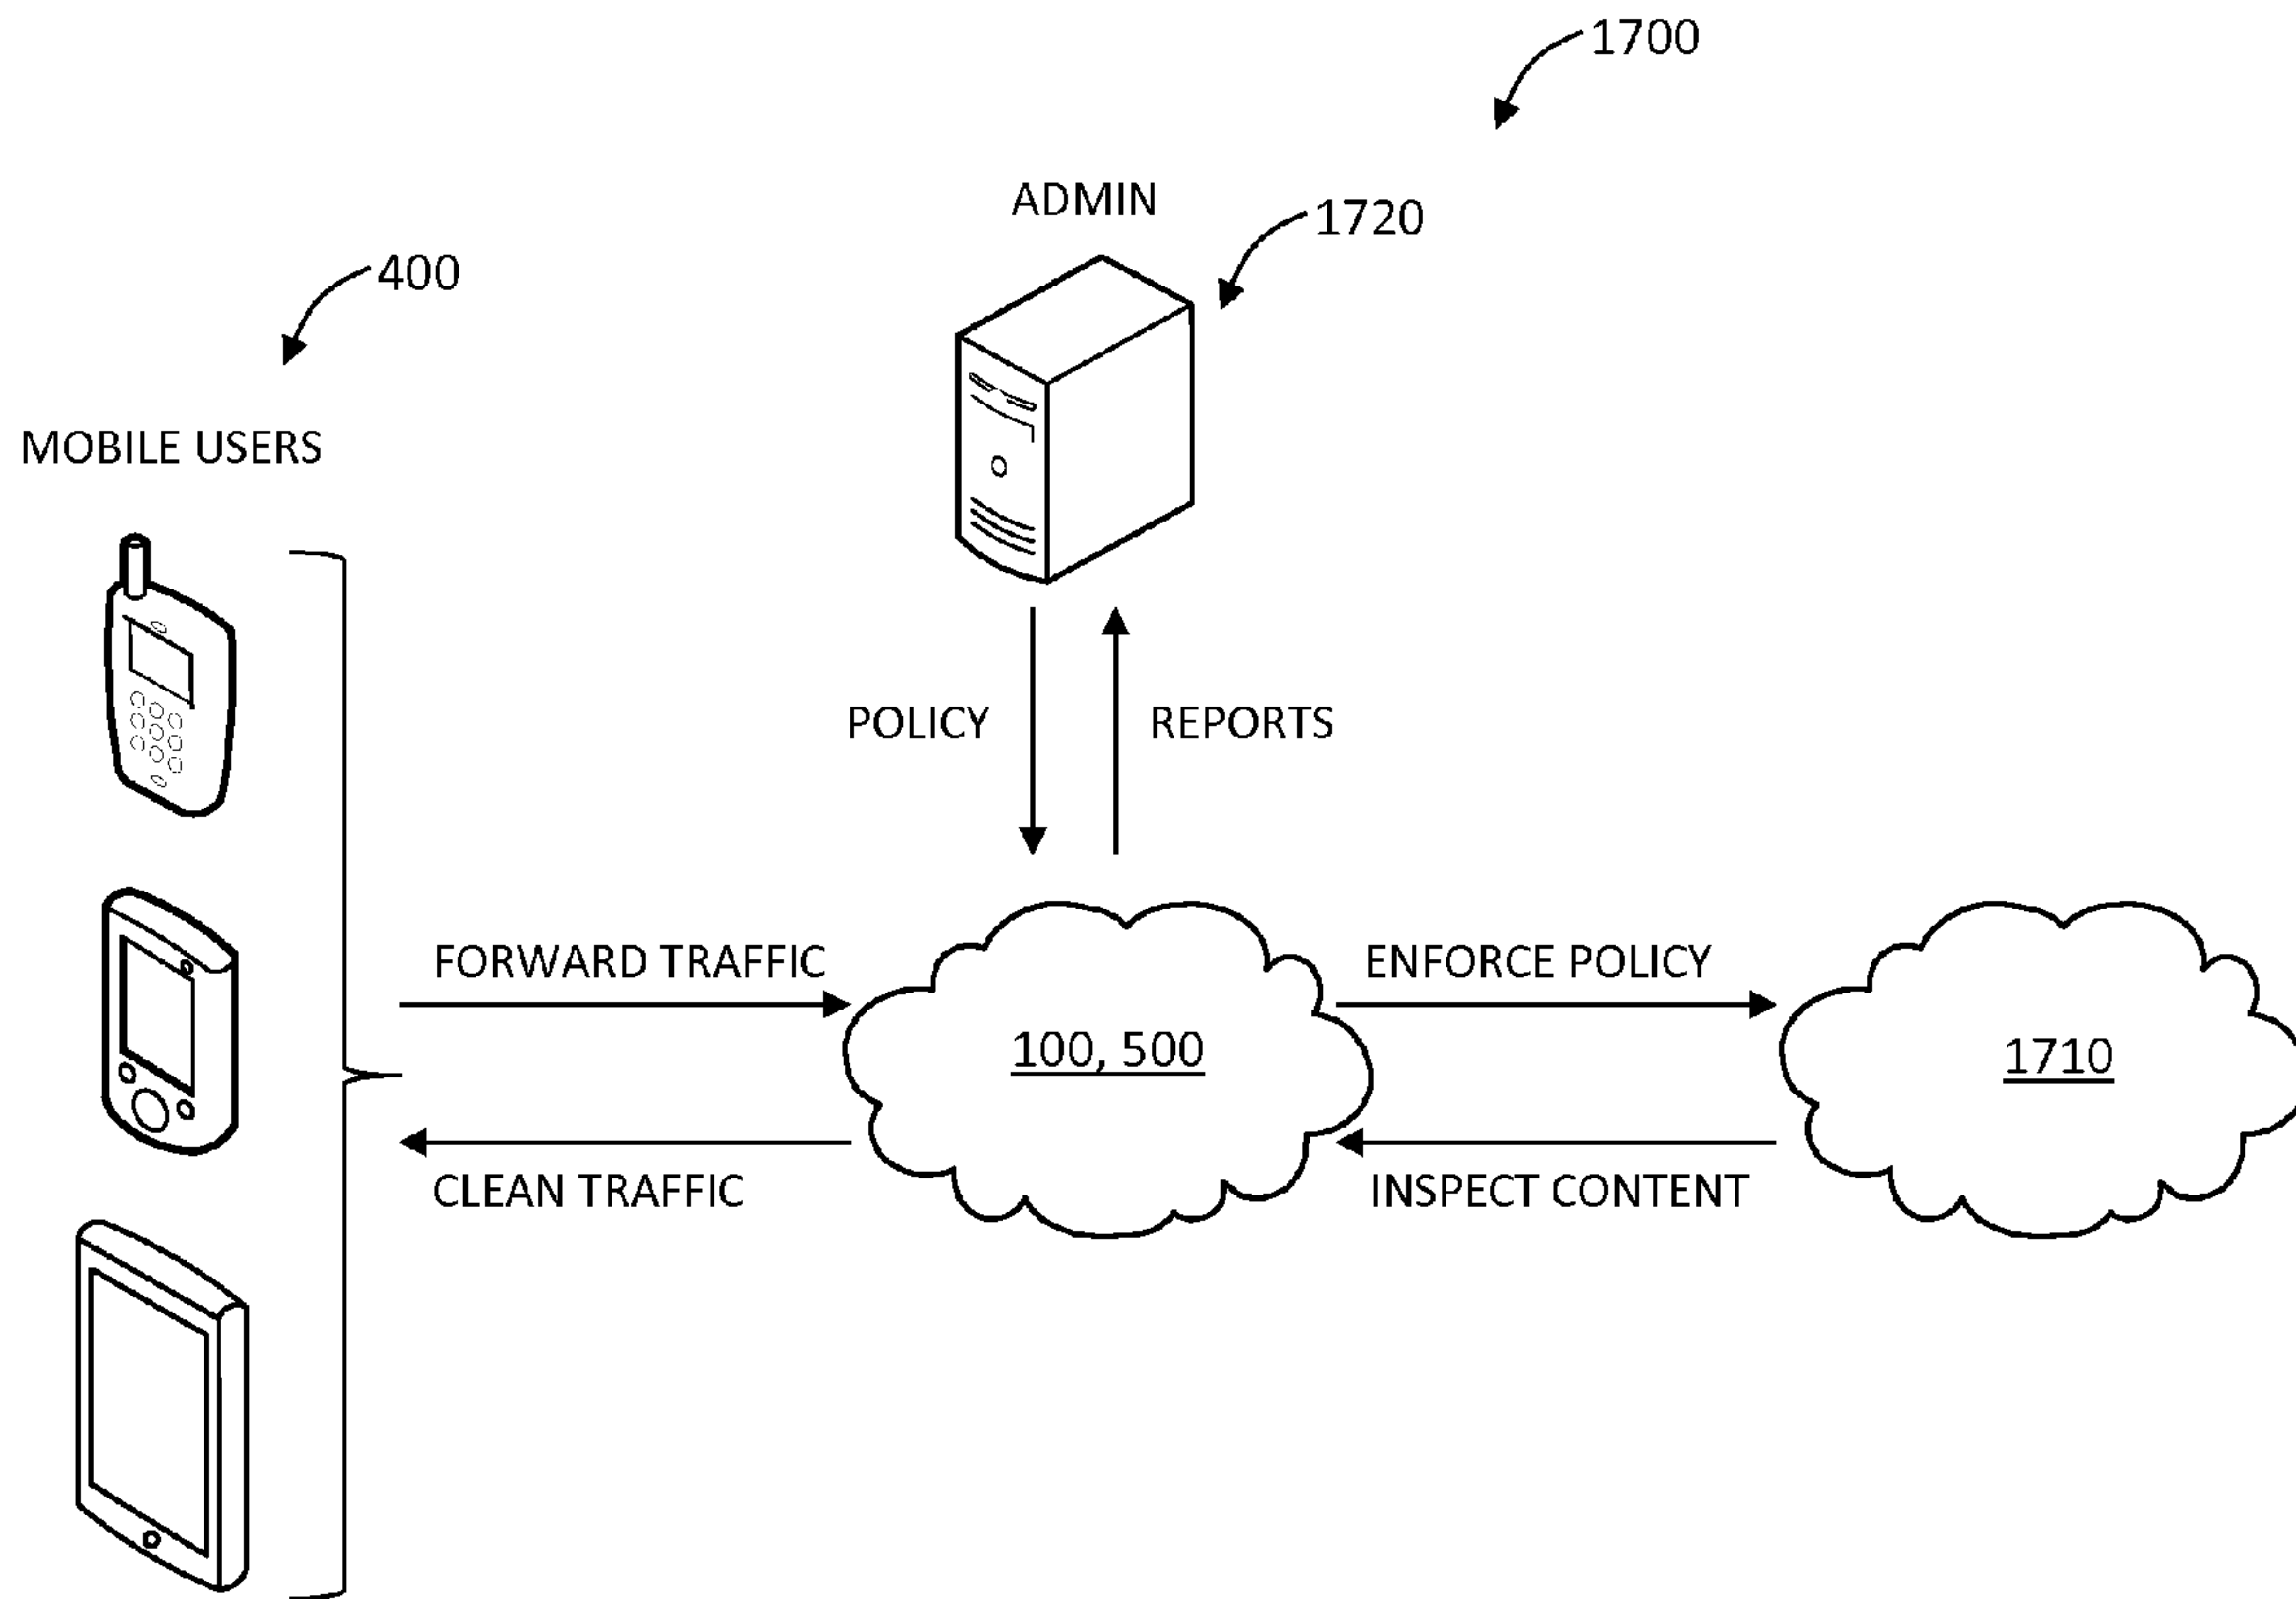 1700
ADMIN
1720
400
MOBILE USERS
POLICY
REPORTS
FORWARD TRAFFIC
ENFORCE POLICY
100, 500
1710
CLEAN TRAFFIC
INSPECT CONTENT